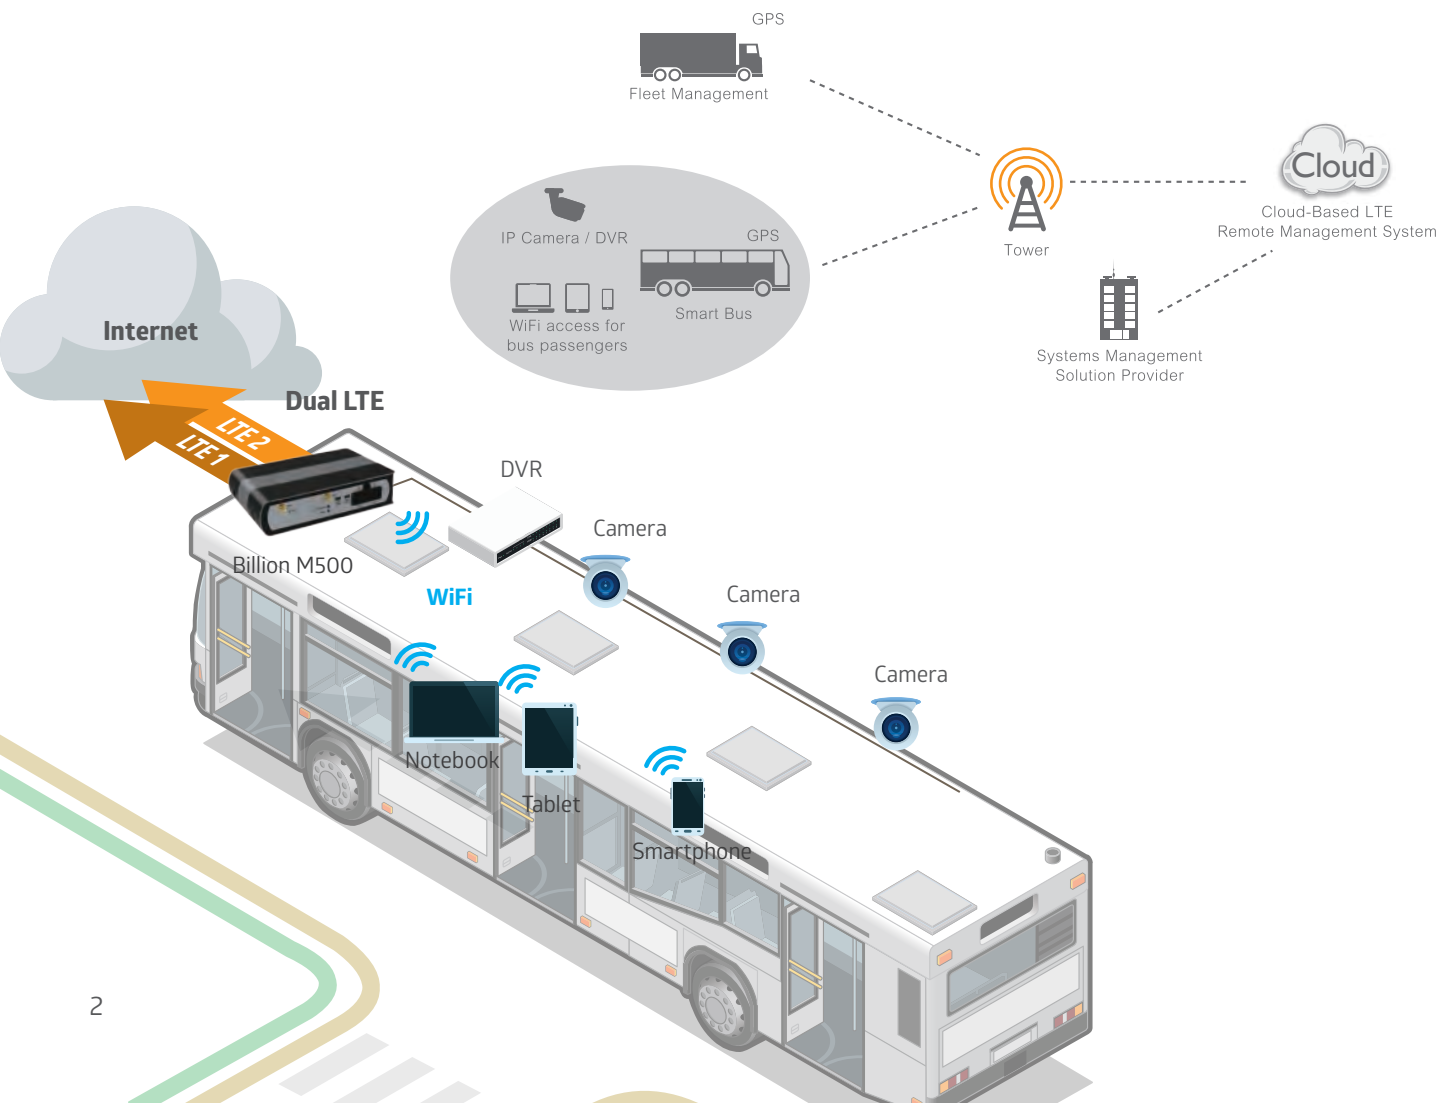 GPS
Fleet Management
Cloud
Cloud-Based LTE
Remote Management System
Tower
IP Camera / DVR
GPS
Smart Bus
WiFi access for
bus passengers
Systems Management
Solution Provider
Internet
Dual LTE
LTE 2
LTE 1
DVR
Camera
Billion M500
WiFi
Camera
Camera
Notebook
Tablet
Smartphone
2